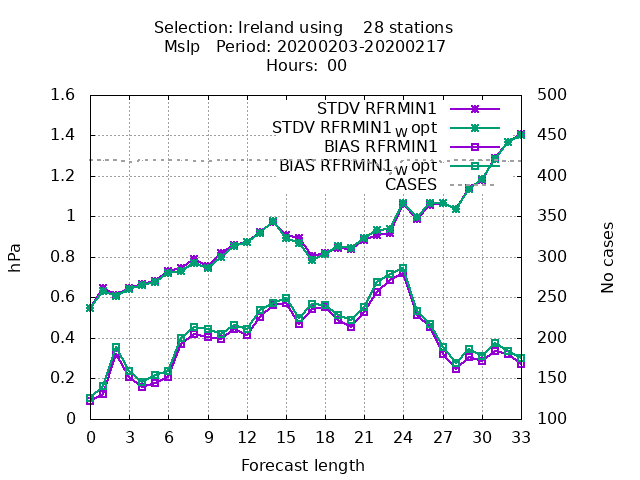 Selection: Ireland using    28 stations
Mslp   Period: 20200203-20200217
Hours:  00
1.6
1.4
1.2
1
0.8
0.6
0.4
0.2
0
hPa
STDV RFRMIN1
STDV RFRMIN1 w opt
BIAS RFRMIN1
BIAS RFRMIN1 w opt
CASES
500
450
400
350
300
250
200
150
100
No cases
0 3 6 9 12 15 18 21 24 27 30 33
Forecast length